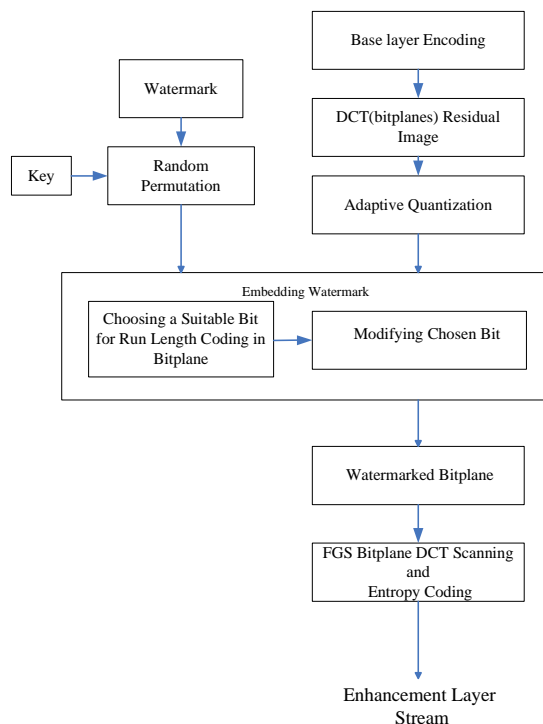 Base layer Encoding
Watermark
DCT(bitplanes) Residual
Image
Key
Random
Permutation
Adaptive Quantization
Embedding Watermark
Choosing a Suitable Bit
for Run Length Coding in
Bitplane
Modifying Chosen Bit
Watermarked Bitplane
FGS Bitplane DCT Scanning
and
Entropy Coding
Enhancement Layer
Stream